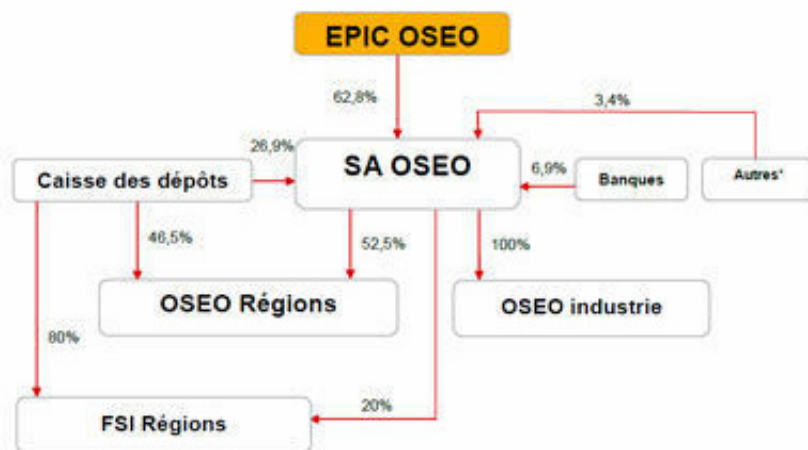 EPIC OSEO
62,8%
3,4%
26,9%
SA OSEO
6,9%
Caisse des dépôts
Banques
Autres*
46,5%
52,5%
100%
OSEO Régions
OSEO industrie
80%
20%
FSI Régions